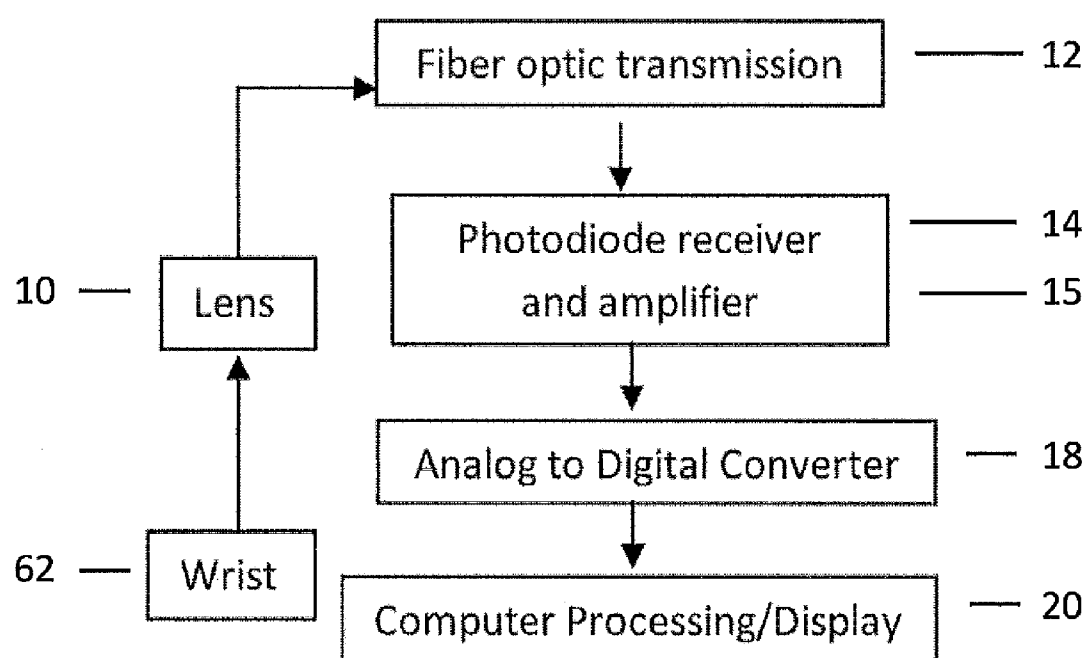 Fiber optic transmission
12
Photodiode receiver
and amplifier
14
15
10
Lens
Analog to Digital Converter
18
62
Wrist
Computer Processing/Display
20